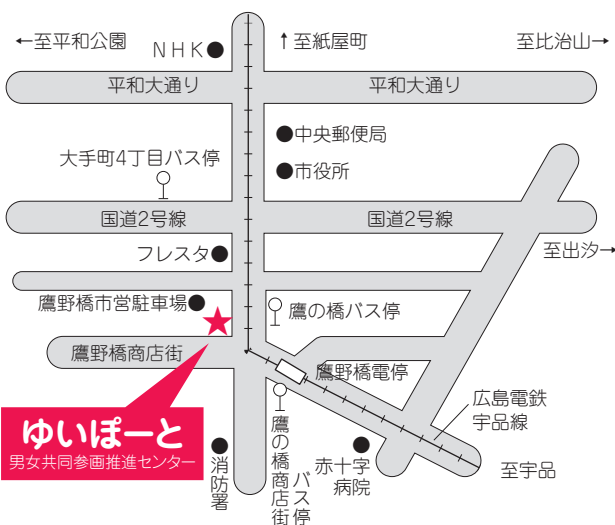 ←至平和公園
NHK
↑至紙屋町
至比治山→
平和大通り
平和大通り
中央郵便局
大手町4丁目バス停
市役所
国道2号線
国道2号線
フレスタ
至出汐→
鷹野橋市営駐車場
鷹の橋バス停
鷹野橋商店街
鷹野橋電停
広島電鉄
宇品線
ゆいぽーと
男女共同参画推進センター
消防署
鷹の橋商店街
バス停
赤十字
病院
至宇品